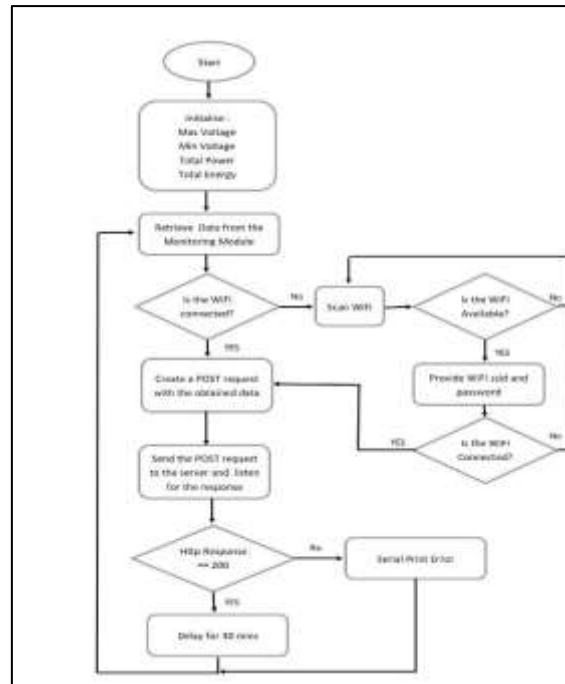 Start
Initialise -
Max Voltage
Min Voltage
Total Power
Total Energy
Retrieve Data from the
Monitoring Module
Is the WiFi
connected?
No
Scan Wifi
Is the WiFi
Available?
No
YES
YES
Create a POST request
with the obtained data
Provide WIFI ssid and
password
YES
Is the WiFi
Connected?
No
Send the POST request
to the server and listen
for the response
Http Response
== 200
No
Serial Print Error
YES
Delay for 30